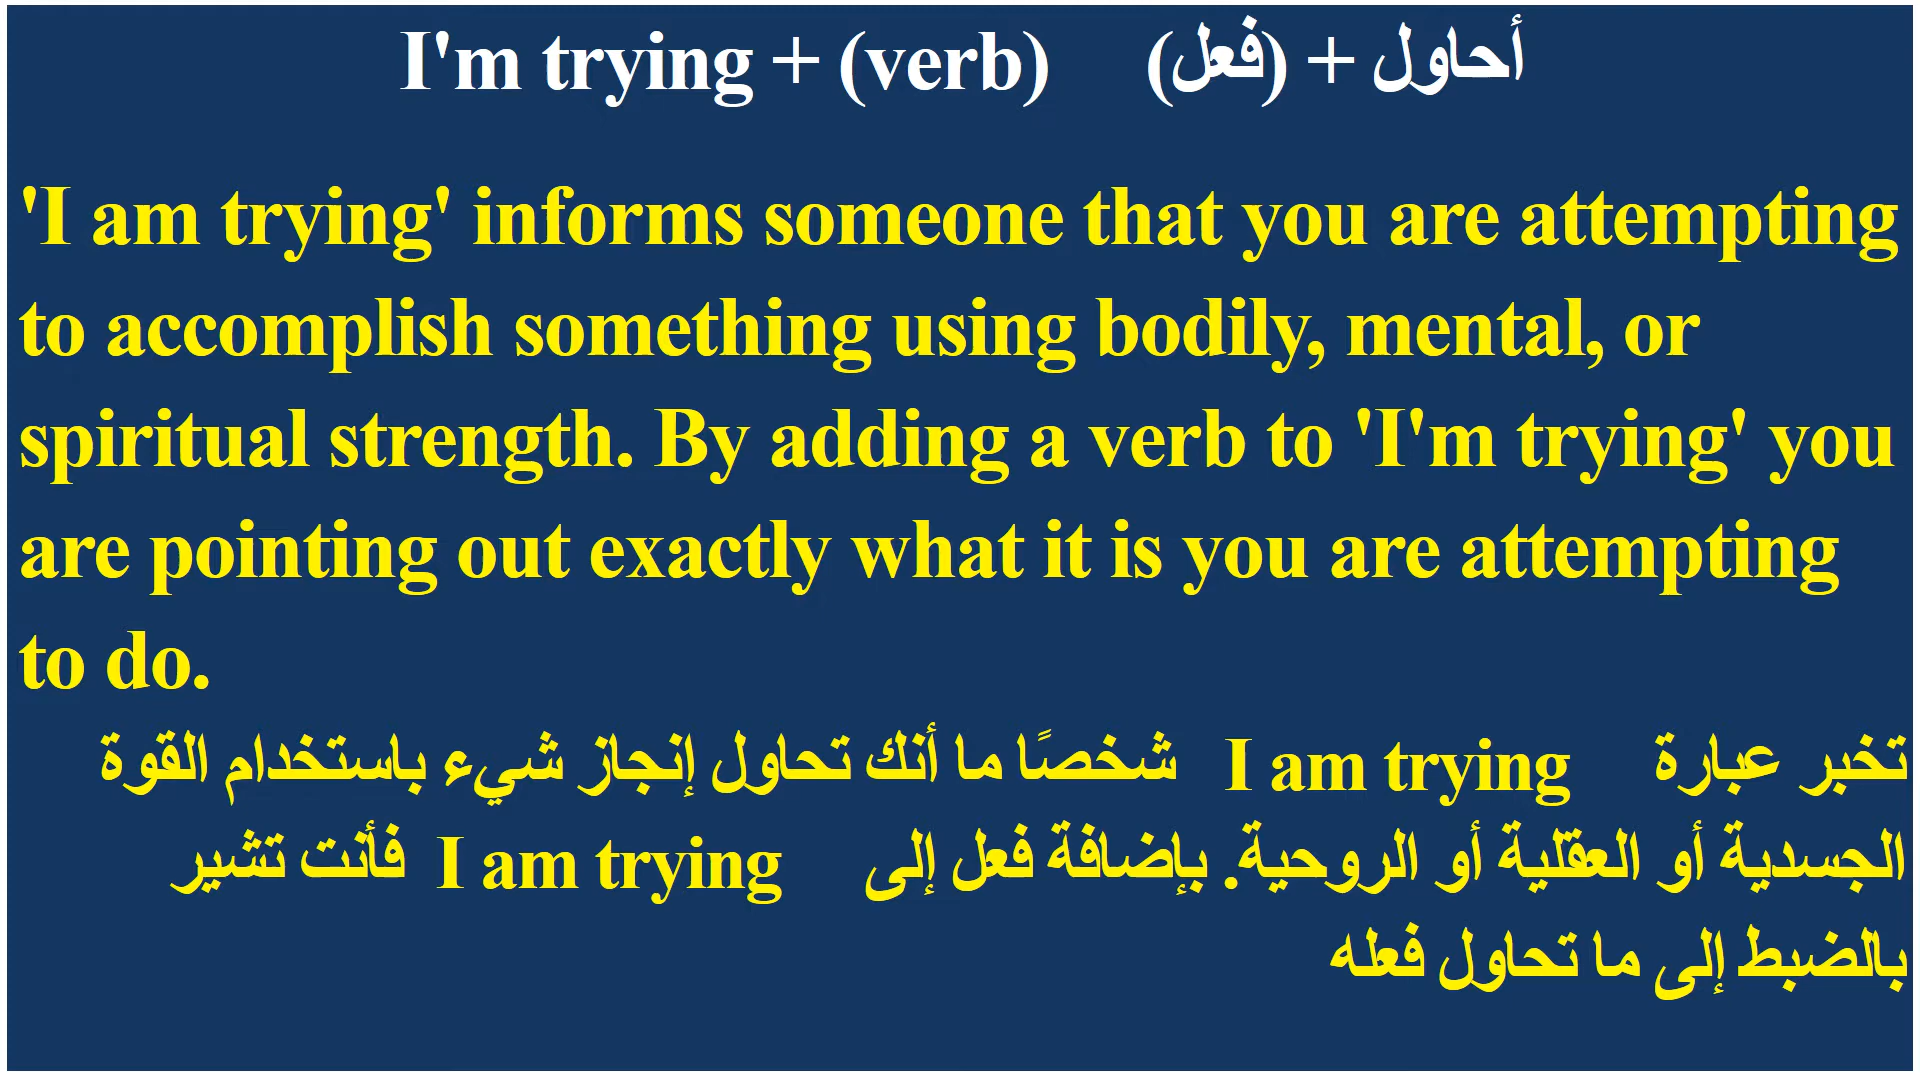 I'm trying + (verb)     أحاول + (فعل)
'I am trying' informs someone that you are attempting
to accomplish something using bodily, mental, or
spiritual strength. By adding a verb to 'I'm trying' you
are pointing out exactly what it is you are attempting
to do.
تخبر عبارة I am trying شخصًا ما أنك تحاول إنجاز شيء باستخدام القوة
الجسدية أو العقلية أو الروحية. بإضافة فعل إلى I am trying فأنت تشير
بالضبط إلى ما تحاول فعله